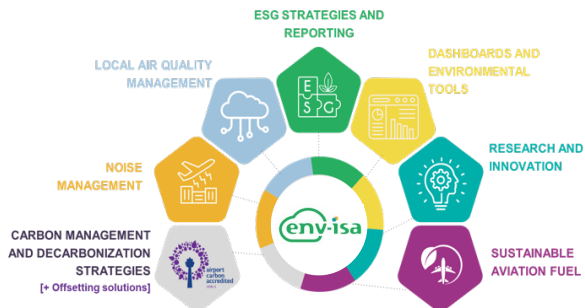 ESG STRATEGIES AND
REPORTING
LOCAL AIR QUALITY
MANAGEMENT
DASHBOARDS AND
ENVIRONMENTAL
TOOLS
E
S G
NOISE
MANAGEMENT
RESEARCH AND
INNOVATION
env-isa
CARBON MANAGEMENT
AND DECARBONIZATION
STRATEGIES
[+ Offsetting solutions]
airport
carbon
accredited
SUSTAINABLE
AVIATION FUEL